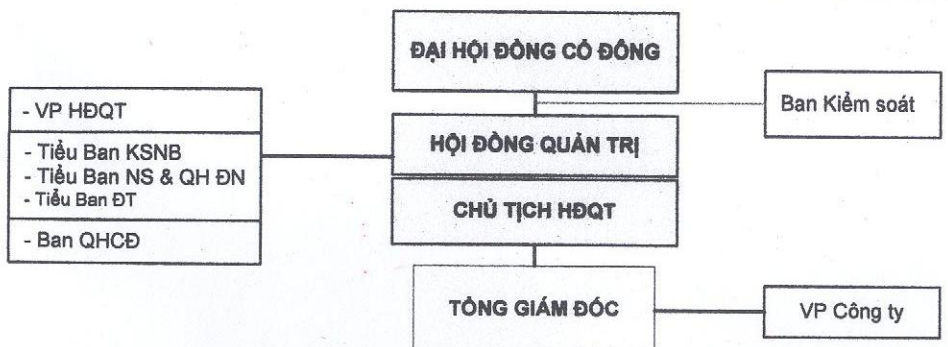 ĐẠI HỘI ĐỒNG CỔ ĐÔNG
Ban Kiểm soát
- VP HĐQT
- Tiểu Ban KSNB
- Tiểu Ban NS & QH ĐN
- Tiểu Ban ĐT
- Ban QHCĐ
HỘI ĐỒNG QUẢN TRỊ
CHỦ TỊCH HĐQT
TỔNG GIÁM ĐỐC
VP Công ty